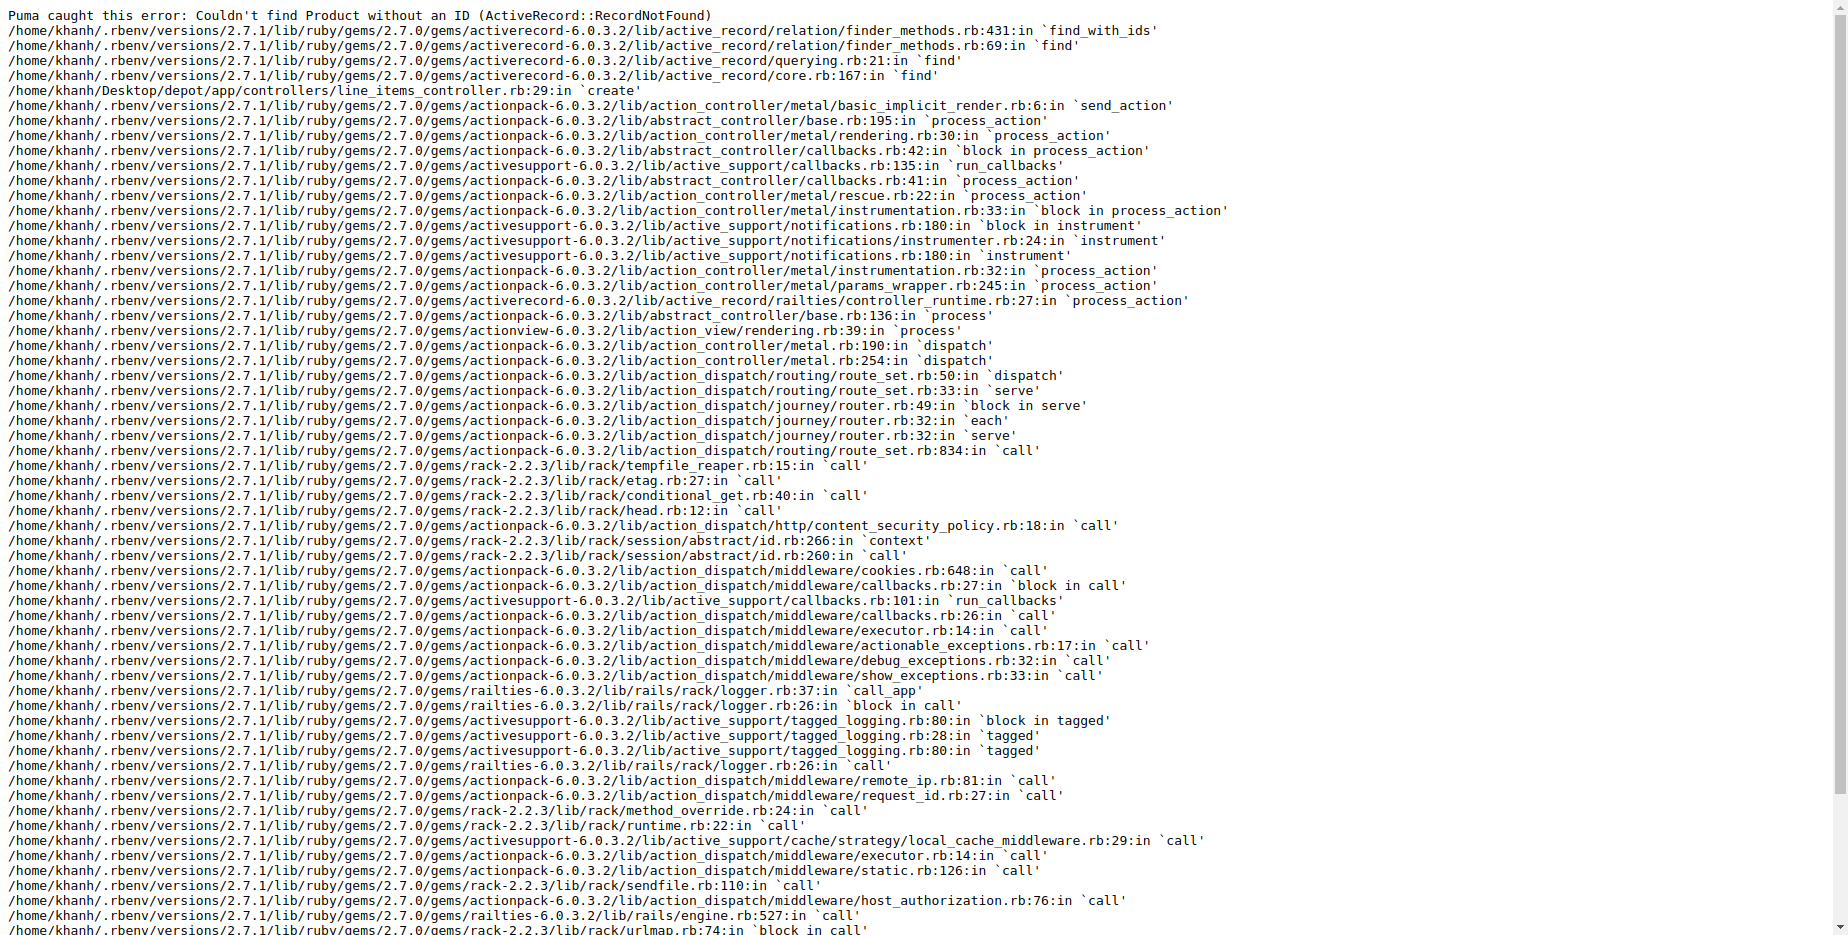 Puma caught this error: Couldn't find Product without an ID (ActiveRecord::RecordNotFound)
/home/khanh/.rbenv/versions/2.7.1/lib/ruby/gems/2.7.0/gems/activerecord-6.0.3.2/lib/active_record/relation/finder_methods.rb:431:in `find_with_ids'
/home/khanh/.rbenv/versions/2.7.1/lib/ruby/gems/2.7.0/gems/activerecord-6.0.3.2/lib/active_record/relation/finder_methods.rb:69:in `find'
/home/khanh/.rbenv/versions/2.7.1/lib/ruby/gems/2.7.0/gems/activerecord-6.0.3.2/lib/active_record/querying.rb:21:in `find'
/home/khanh/.rbenv/versions/2.7.1/lib/ruby/gems/2.7.0/gems/activerecord-6.0.3.2/lib/active_record/core.rb:167:in `find'
/home/khanh/Desktop/depot/app/controllers/line_items_controller.rb:29:in `create'
/home/khanh/.rbenv/versions/2.7.1/lib/ruby/gems/2.7.0/gems/actionpack-6.0.3.2/lib/action_controller/metal/basic_implicit_render.rb:6:in `send_action'
/home/khanh/.rbenv/versions/2.7.1/lib/ruby/gems/2.7.0/gems/actionpack-6.0.3.2/lib/abstract_controller/base.rb:195:in `process_action'
/home/khanh/.rbenv/versions/2.7.1/lib/ruby/gems/2.7.0/gems/actionpack-6.0.3.2/lib/action_controller/metal/rendering.rb:30:in `process_action'
/home/khanh/.rbenv/versions/2.7.1/lib/ruby/gems/2.7.0/gems/actionpack-6.0.3.2/lib/abstract_controller/callbacks.rb:42:in `block in process_action'
/home/khanh/.rbenv/versions/2.7.1/lib/ruby/gems/2.7.0/gems/activesupport-6.0.3.2/lib/active_support/callbacks.rb:135:in `run_callbacks'
/home/khanh/.rbenv/versions/2.7.1/lib/ruby/gems/2.7.0/gems/actionpack-6.0.3.2/lib/abstract_controller/callbacks.rb:41:in `process_action'
/home/khanh/.rbenv/versions/2.7.1/lib/ruby/gems/2.7.0/gems/actionpack-6.0.3.2/lib/action_controller/metal/rescue.rb:22:in `process_action'
/home/khanh/.rbenv/versions/2.7.1/lib/ruby/gems/2.7.0/gems/actionpack-6.0.3.2/lib/action_controller/metal/instrumentation.rb:33:in `block in process_action'
/home/khanh/.rbenv/versions/2.7.1/lib/ruby/gems/2.7.0/gems/activesupport-6.0.3.2/lib/active_support/notifications.rb:180:in `block in instrument'
/home/khanh/.rbenv/versions/2.7.1/lib/ruby/gems/2.7.0/gems/activesupport-6.0.3.2/lib/active_support/notifications/instrumenter.rb:24:in `instrument'
/home/khanh/.rbenv/versions/2.7.1/lib/ruby/gems/2.7.0/gems/activesupport-6.0.3.2/lib/active_support/notifications.rb:180:in `instrument'
/home/khanh/.rbenv/versions/2.7.1/lib/ruby/gems/2.7.0/gems/actionpack-6.0.3.2/lib/action_controller/metal/instrumentation.rb:32:in `process_action'
/home/khanh/.rbenv/versions/2.7.1/lib/ruby/gems/2.7.0/gems/actionpack-6.0.3.2/lib/action_controller/metal/params_wrapper.rb:245:in `process_action'
/home/khanh/.rbenv/versions/2.7.1/lib/ruby/gems/2.7.0/gems/activerecord-6.0.3.2/lib/active_record/railties/controller_runtime.rb:27:in `process_action'
/home/khanh/.rbenv/versions/2.7.1/lib/ruby/gems/2.7.0/gems/actionpack-6.0.3.2/lib/abstract_controller/base.rb:136:in `process'
/home/khanh/.rbenv/versions/2.7.1/lib/ruby/gems/2.7.0/gems/actionview-6.0.3.2/lib/action_view/rendering.rb:39:in `process'
/home/khanh/.rbenv/versions/2.7.1/lib/ruby/gems/2.7.0/gems/actionpack-6.0.3.2/lib/action_controller/metal.rb:190:in `dispatch'
/home/khanh/.rbenv/versions/2.7.1/lib/ruby/gems/2.7.0/gems/actionpack-6.0.3.2/lib/action_controller/metal.rb:254:in `dispatch'
/home/khanh/.rbenv/versions/2.7.1/lib/ruby/gems/2.7.0/gems/actionpack-6.0.3.2/lib/action_dispatch/routing/route_set.rb:50:in `dispatch'
/home/khanh/.rbenv/versions/2.7.1/lib/ruby/gems/2.7.0/gems/actionpack-6.0.3.2/lib/action_dispatch/routing/route_set.rb:33:in `serve'
/home/khanh/.rbenv/versions/2.7.1/lib/ruby/gems/2.7.0/gems/actionpack-6.0.3.2/lib/action_dispatch/journey/router.rb:49:in `block in serve'
/home/khanh/.rbenv/versions/2.7.1/lib/ruby/gems/2.7.0/gems/actionpack-6.0.3.2/lib/action_dispatch/journey/router.rb:32:in `each'
/home/khanh/.rbenv/versions/2.7.1/lib/ruby/gems/2.7.0/gems/actionpack-6.0.3.2/lib/action_dispatch/journey/router.rb:32:in `serve'
/home/khanh/.rbenv/versions/2.7.1/lib/ruby/gems/2.7.0/gems/actionpack-6.0.3.2/lib/action_dispatch/routing/route_set.rb:834:in `call'
/home/khanh/.rbenv/versions/2.7.1/lib/ruby/gems/2.7.0/gems/rack-2.2.3/lib/rack/tempfile_reaper.rb:15:in `call'
/home/khanh/.rbenv/versions/2.7.1/lib/ruby/gems/2.7.0/gems/rack-2.2.3/lib/rack/etag.rb:27:in `call'
/home/khanh/.rbenv/versions/2.7.1/lib/ruby/gems/2.7.0/gems/rack-2.2.3/lib/rack/conditional_get.rb:40:in `call'
/home/khanh/.rbenv/versions/2.7.1/lib/ruby/gems/2.7.0/gems/rack-2.2.3/lib/rack/head.rb:12:in `call'
/home/khanh/.rbenv/versions/2.7.1/lib/ruby/gems/2.7.0/gems/actionpack-6.0.3.2/lib/action_dispatch/http/content_security_policy.rb:18:in `call'
/home/khanh/.rbenv/versions/2.7.1/lib/ruby/gems/2.7.0/gems/rack-2.2.3/lib/rack/session/abstract/id.rb:266:in `context'
/home/khanh/.rbenv/versions/2.7.1/lib/ruby/gems/2.7.0/gems/rack-2.2.3/lib/rack/session/abstract/id.rb:260:in `call'
/home/khanh/.rbenv/versions/2.7.1/lib/ruby/gems/2.7.0/gems/actionpack-6.0.3.2/lib/action_dispatch/middleware/cookies.rb:648:in `call'
/home/khanh/.rbenv/versions/2.7.1/lib/ruby/gems/2.7.0/gems/actionpack-6.0.3.2/lib/action_dispatch/middleware/callbacks.rb:27:in `block in call'
/home/khanh/.rbenv/versions/2.7.1/lib/ruby/gems/2.7.0/gems/activesupport-6.0.3.2/lib/active_support/callbacks.rb:101:in `run_callbacks'
/home/khanh/.rbenv/versions/2.7.1/lib/ruby/gems/2.7.0/gems/actionpack-6.0.3.2/lib/action_dispatch/middleware/callbacks.rb:26:in `call'
/home/khanh/.rbenv/versions/2.7.1/lib/ruby/gems/2.7.0/gems/actionpack-6.0.3.2/lib/action_dispatch/middleware/executor.rb:14:in `call'
/home/khanh/.rbenv/versions/2.7.1/lib/ruby/gems/2.7.0/gems/actionpack-6.0.3.2/lib/action_dispatch/middleware/actionable_exceptions.rb:17:in `call'
/home/khanh/.rbenv/versions/2.7.1/lib/ruby/gems/2.7.0/gems/actionpack-6.0.3.2/lib/action_dispatch/middleware/debug_exceptions.rb:32:in `call'
/home/khanh/.rbenv/versions/2.7.1/lib/ruby/gems/2.7.0/gems/actionpack-6.0.3.2/lib/action_dispatch/middleware/show_exceptions.rb:33:in `call'
/home/khanh/.rbenv/versions/2.7.1/lib/ruby/gems/2.7.0/gems/railties-6.0.3.2/lib/rails/rack/logger.rb:37:in `call_app'
/home/khanh/.rbenv/versions/2.7.1/lib/ruby/gems/2.7.0/gems/railties-6.0.3.2/lib/rails/rack/logger.rb:26:in `block in call'
/home/khanh/.rbenv/versions/2.7.1/lib/ruby/gems/2.7.0/gems/activesupport-6.0.3.2/lib/active_support/tagged_logging.rb:80:in `block in tagged'
/home/khanh/.rbenv/versions/2.7.1/lib/ruby/gems/2.7.0/gems/activesupport-6.0.3.2/lib/active_support/tagged_logging.rb:28:in `tagged'
/home/khanh/.rbenv/versions/2.7.1/lib/ruby/gems/2.7.0/gems/activesupport-6.0.3.2/lib/active_support/tagged_logging.rb:80:in `tagged'
/home/khanh/.rbenv/versions/2.7.1/lib/ruby/gems/2.7.0/gems/railties-6.0.3.2/lib/rails/rack/logger.rb:26:in `call'
/home/khanh/.rbenv/versions/2.7.1/lib/ruby/gems/2.7.0/gems/actionpack-6.0.3.2/lib/action_dispatch/middleware/remote_ip.rb:81:in `call'
/home/khanh/.rbenv/versions/2.7.1/lib/ruby/gems/2.7.0/gems/actionpack-6.0.3.2/lib/action_dispatch/middleware/request_id.rb:27:in `call'
/home/khanh/.rbenv/versions/2.7.1/lib/ruby/gems/2.7.0/gems/rack-2.2.3/lib/rack/method_override.rb:24:in `call'
/home/khanh/.rbenv/versions/2.7.1/lib/ruby/gems/2.7.0/gems/rack-2.2.3/lib/rack/runtime.rb:22:in `call'
/home/khanh/.rbenv/versions/2.7.1/lib/ruby/gems/2.7.0/gems/activesupport-6.0.3.2/lib/active_support/cache/strategy/local_cache_middleware.rb:29:in `call'
/home/khanh/.rbenv/versions/2.7.1/lib/ruby/gems/2.7.0/gems/actionpack-6.0.3.2/lib/action_dispatch/middleware/executor.rb:14:in `call'
/home/khanh/.rbenv/versions/2.7.1/lib/ruby/gems/2.7.0/gems/actionpack-6.0.3.2/lib/action_dispatch/middleware/static.rb:126:in `call'
/home/khanh/.rbenv/versions/2.7.1/lib/ruby/gems/2.7.0/gems/rack-2.2.3/lib/rack/sendfile.rb:110:in `call'
/home/khanh/.rbenv/versions/2.7.1/lib/ruby/gems/2.7.0/gems/actionpack-6.0.3.2/lib/action_dispatch/middleware/host_authorization.rb:76:in `call'
/home/khanh/.rbenv/versions/2.7.1/lib/ruby/gems/2.7.0/gems/railties-6.0.3.2/lib/rails/engine.rb:527:in `call'
/home/khanh/.rbenv/versions/2.7.1/lib/ruby/gems/2.7.0/gems/rack-2.2.3/lib/rack/urlmap.rb:74:in `block in call'